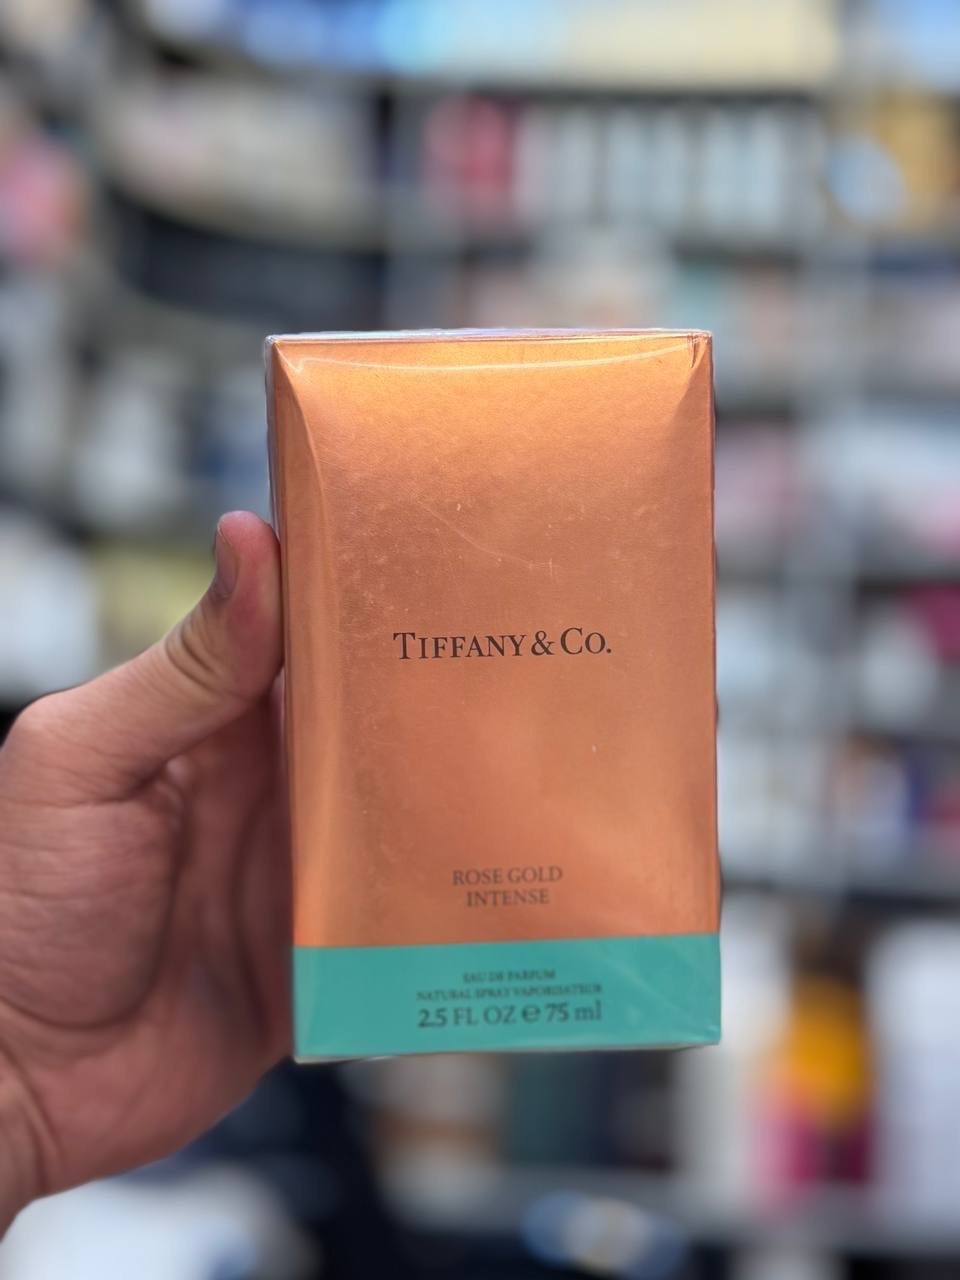 TIFFANY & CO.
ROSE GOLD
INTENSE
EAU DE PARFUM
NATURAL SPRAY VAPORISATEUR
2.5 FL OZ e 75 ml